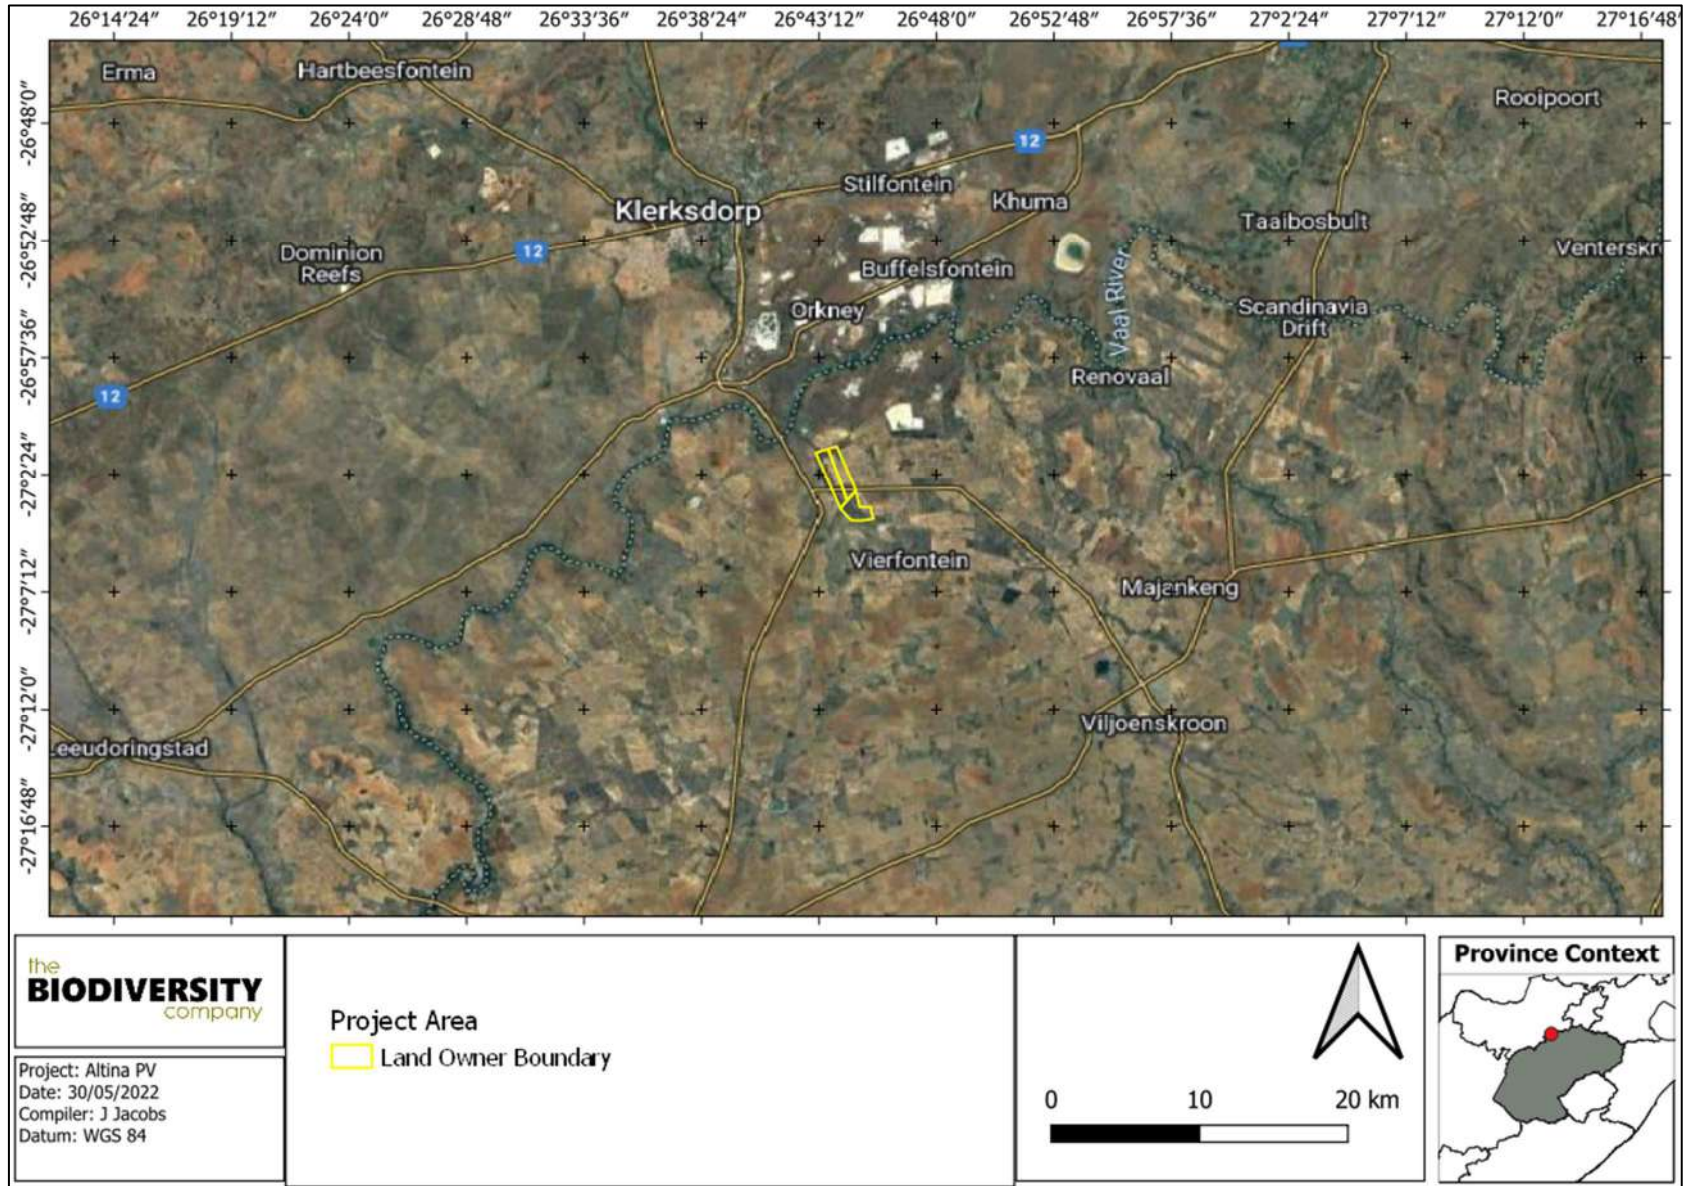 26°14′24″ 26°19′12″ 26°24′0″ 26°28′48″ 26°33′36″ 26°38′24″ 26°43′12″ 26°48′0″ 26°52′48″ 26°57′36″ 27°2′24″ 27°7′12″ 27°12′0″ 27°16′48″
-26°48′0″
-26°52′48″
-26°57′36″
-27°2′24″
-27°7′12″
-27°12′0″
-27°16′48″
Erma
Hartbeesfontein
Rooipoort
12
Stilfontein
Khuma
Klerksdorp
Taaibosbult
Dominion
Reefs
12
Venterskr
Buffelsfontein
Vaal River
Orkney
Scandinavia
Drift
Renovaal
12
Vierfontein
Majankeng
Viljoenskroon
eeudoringstad
the
BIODIVERSITY
company
Project: Altina PV
Date: 30/05/2022
Compiler: J Jacobs
Datum: WGS 84
Project Area
Land Owner Boundary
0 10 20 km
Province Context